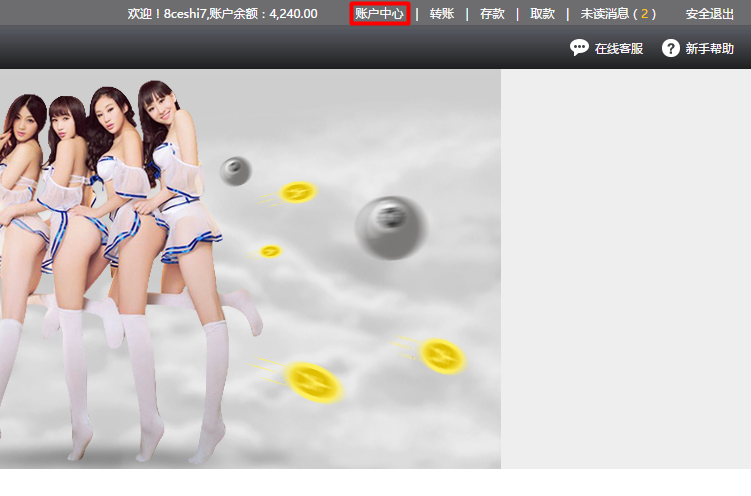 欢迎！8ceshi7,账户余额：4,240.00 账户中心 | 转账 | 存款 | 取款 | 未读消息 ( 2 ) 安全退出
在线客服 ? 新手帮助